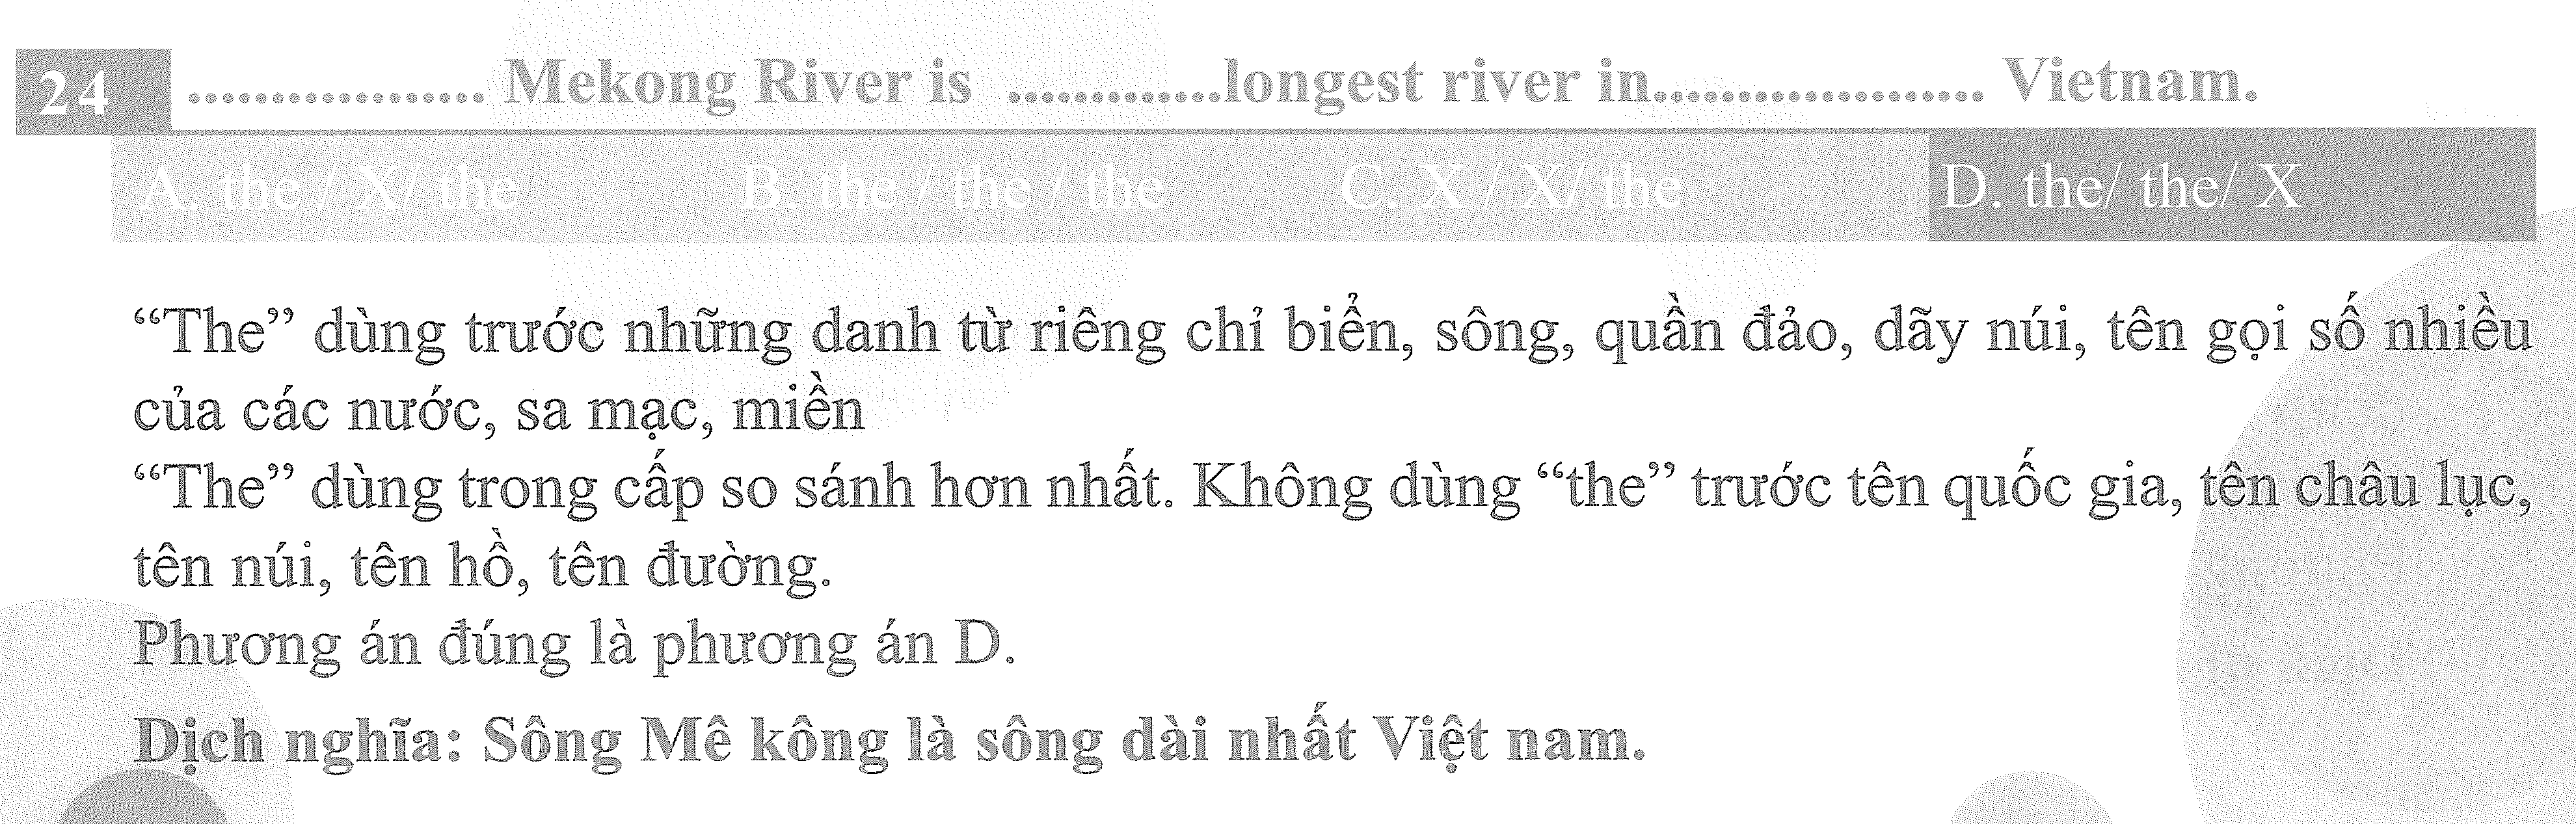 24 ................. Mekong River is .............longest river in.................... Vietnam.
A. the / X/ the B. the / the / the C. X / X/ the D. the/ the/ X
“The” dùng trước những danh từ riêng chỉ biển, sông, quần đảo, dãy núi, tên gọi số nhiều
của các nước, sa mạc, miền
“The” dùng trong cấp so sánh hơn nhất. Không dùng “the” trước tên quốc gia, tên châu lục,
tên núi, tên hồ, tên đường.
Phương án đúng là phương án D.
Dịch nghĩa: Sông Mê kông là sông dài nhất Việt nam.